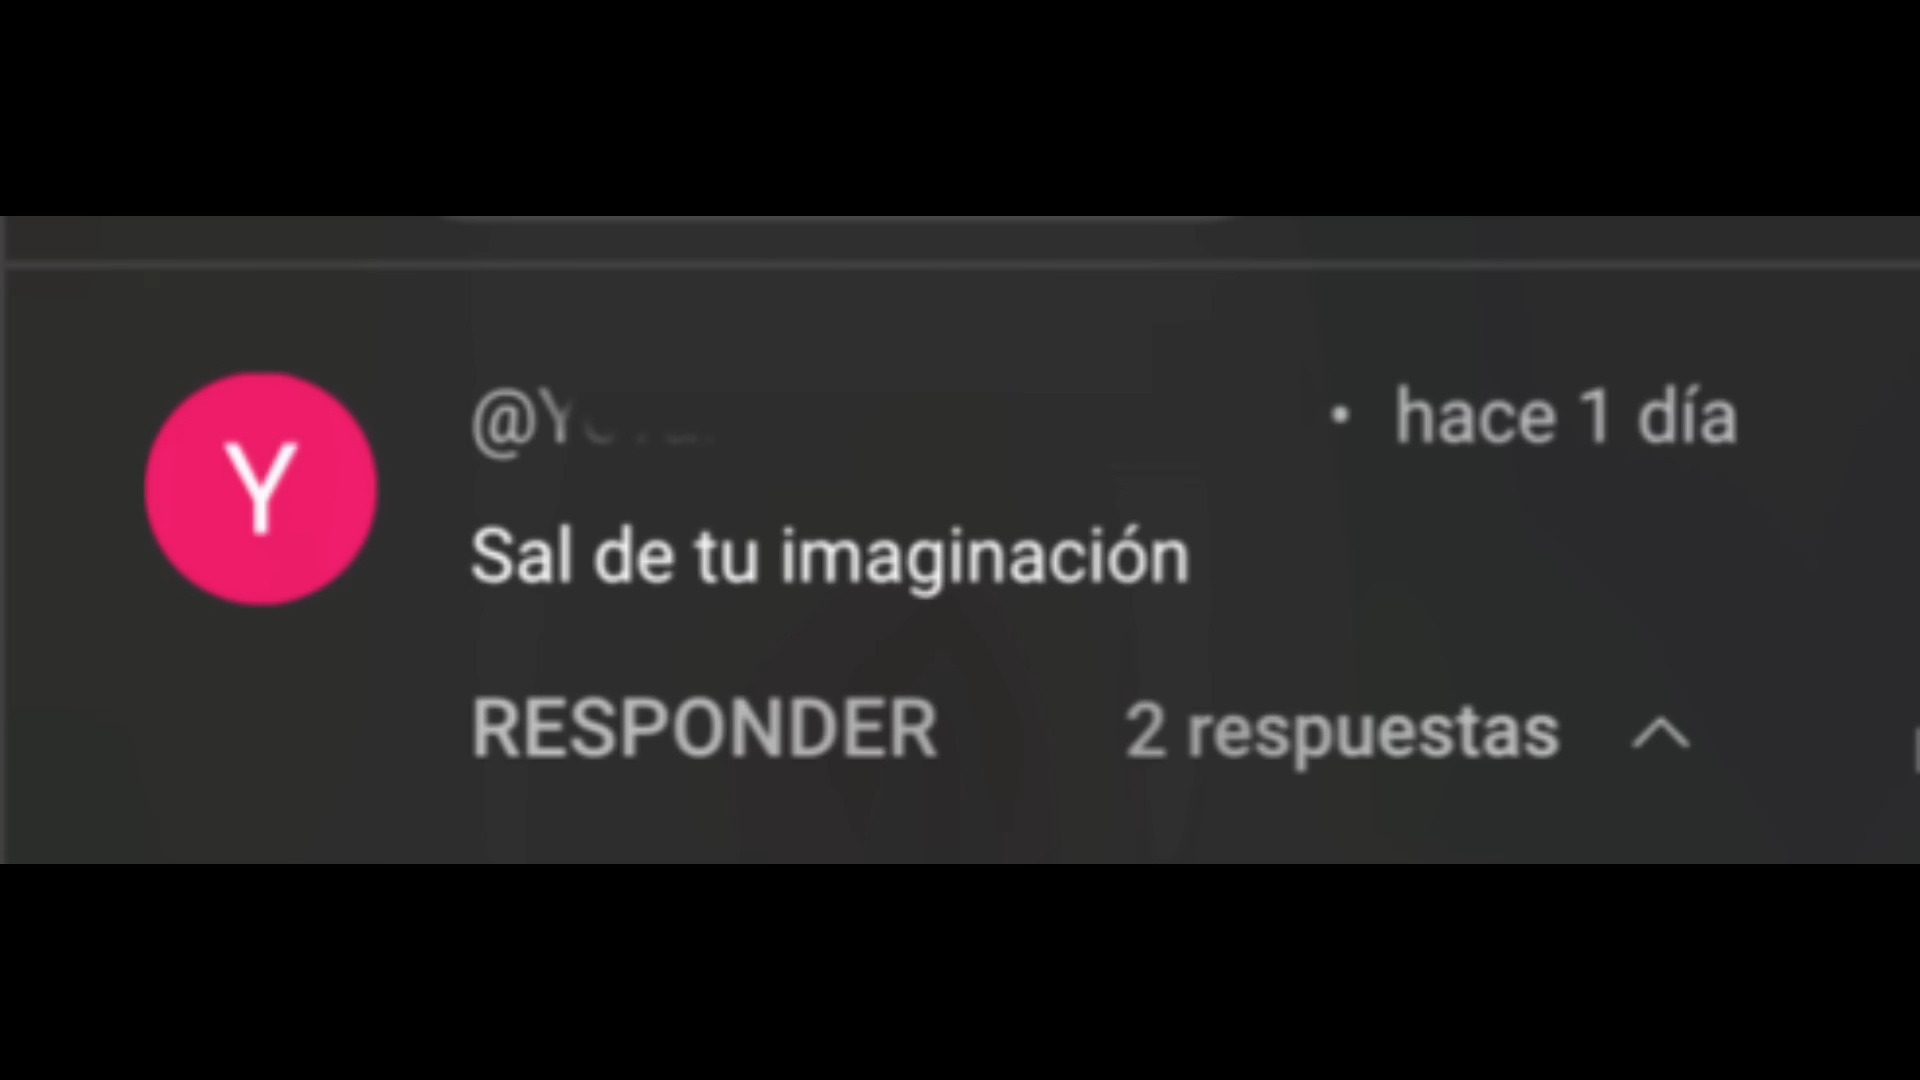 Y
@Y
• hace 1 día
Sal de tu imaginación
RESPONDER 2 respuestas